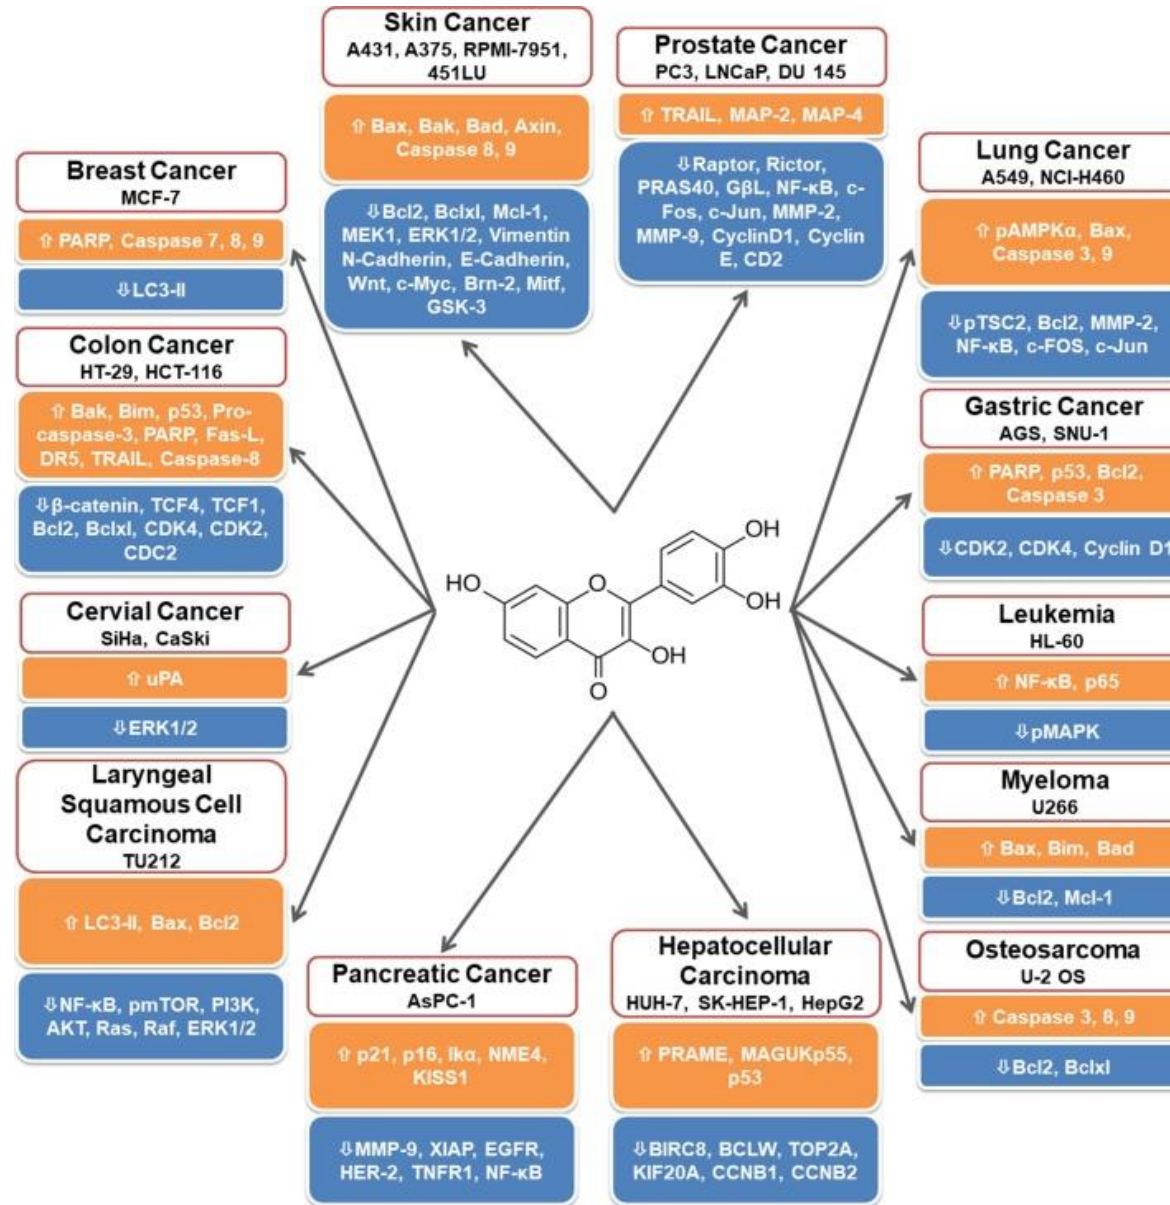 Skin Cancer
A431, A375, RPMI-7951,
451LU
⇧ Bax, Bak, Bad, Axin,
Caspase 8, 9
⇩Bcl2, Bclxl, Mcl-1,
MEK1, ERK1/2, Vimentin
N-Cadherin, E-Cadherin,
Wnt, c-Myc, Brn-2, Mitf,
GSK-3
Prostate Cancer
PC3, LNCaP, DU 145
⇧ TRAIL, MAP-2, MAP-4
⇩Raptor, Rictor,
PRAS40, GβL, NF-κB, c-
Fos, c-Jun, MMP-2,
MMP-9, CyclinD1, Cyclin
E, CD2
Breast Cancer
MCF-7
⇧ PARP, Caspase 7, 8, 9
⇩LC3-II
Colon Cancer
HT-29, HCT-116
⇧ Bak, Bim, p53, Pro-
caspase-3, PARP, Fas-L,
DR5, TRAIL, Caspase-8
⇩β-catenin, TCF4, TCF1,
Bcl2, Bclxl, CDK4, CDK2,
CDC2
Cervial Cancer
SiHa, CaSki
⇧ uPA
⇩ERK1/2
Laryngeal
Squamous Cell
Carcinoma
TU212
⇧ LC3-II, Bax, Bcl2
⇩NF-κB, pmTOR, PI3K,
AKT, Ras, Raf, ERK1/2
HO
O
OH
OH
OH
O
Pancreatic Cancer
AsPC-1
⇧ p21, p16, Ikα, NME4,
KISS1
⇩MMP-9, XIAP, EGFR,
HER-2, TNFR1, NF-κB
Hepatocellular
Carcinoma
HUH-7, SK-HEP-1, HepG2
⇧ PRAME, MAGUKp55,
p53
⇩BIRC8, BCLW, TOP2A,
KIF20A, CCNB1, CCNB2
Lung Cancer
A549, NCI-H460
⇧ pAMPKα, Bax,
Caspase 3, 9
⇩pTSC2, Bcl2, MMP-2,
NF-κB, c-FOS, c-Jun
Gastric Cancer
AGS, SNU-1
⇧ PARP, p53, Bcl2,
Caspase 3
⇩CDK2, CDK4, Cyclin D1
Leukemia
HL-60
⇧ NF-κB, p65
⇩pMAPK
Myeloma
U266
⇧ Bax, Bim, Bad
⇩Bcl2, Mcl-1
Osteosarcoma
U-2 OS
⇧ Caspase 3, 8, 9
⇩Bcl2, Bclxl